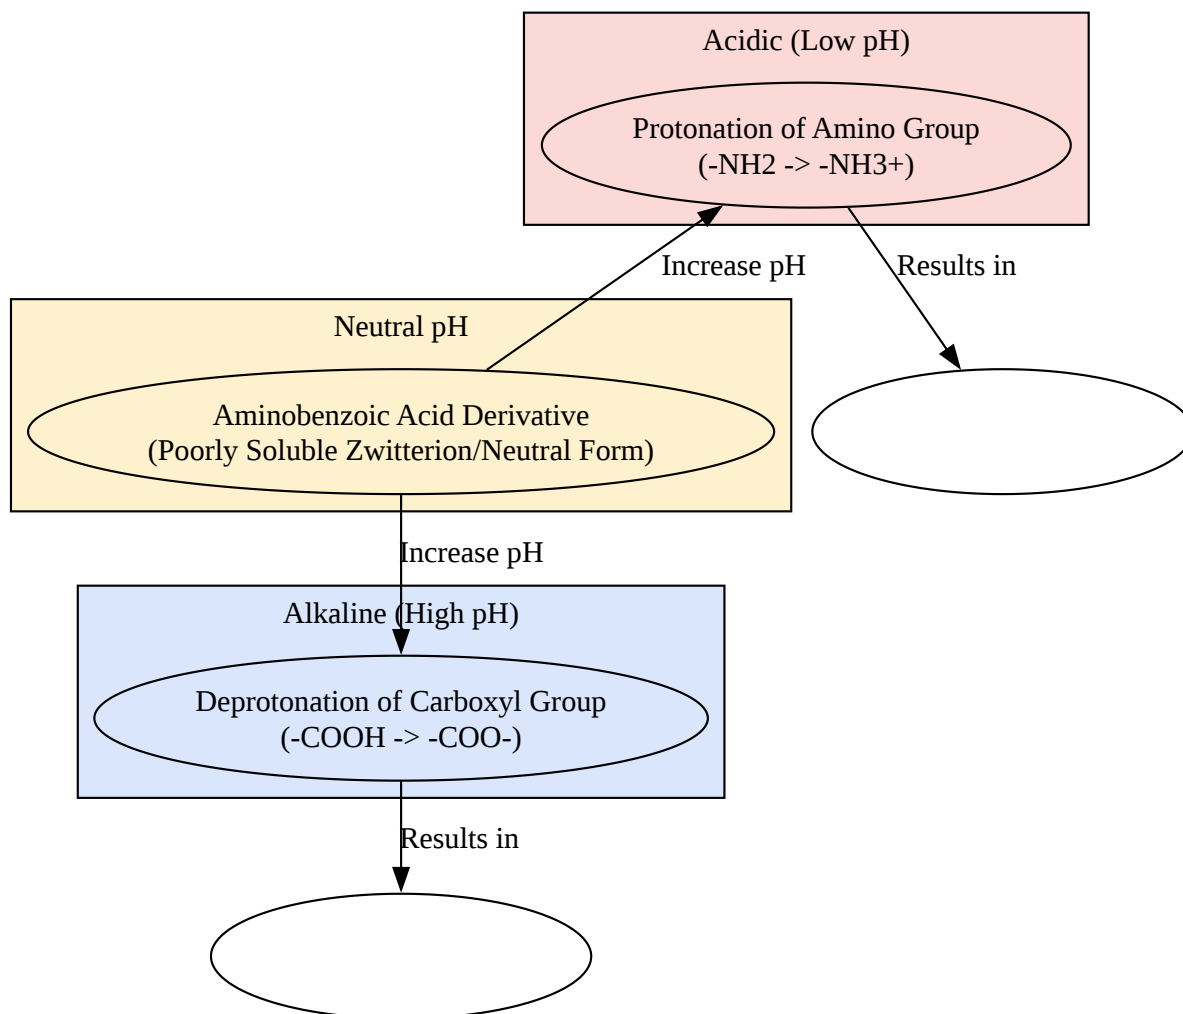 Acidic (Low pH)
Protonation of Amino Group
(-NH2 -> -NH3+)
Increase pH
Results in
Neutral pH
Aminobenzoic Acid Derivative
(Poorly Soluble Zwitterion/Neutral Form)
Increase pH
Alkaline (High pH)
Deprotonation of Carboxyl Group
(-COOH -> -COO-)
Results in